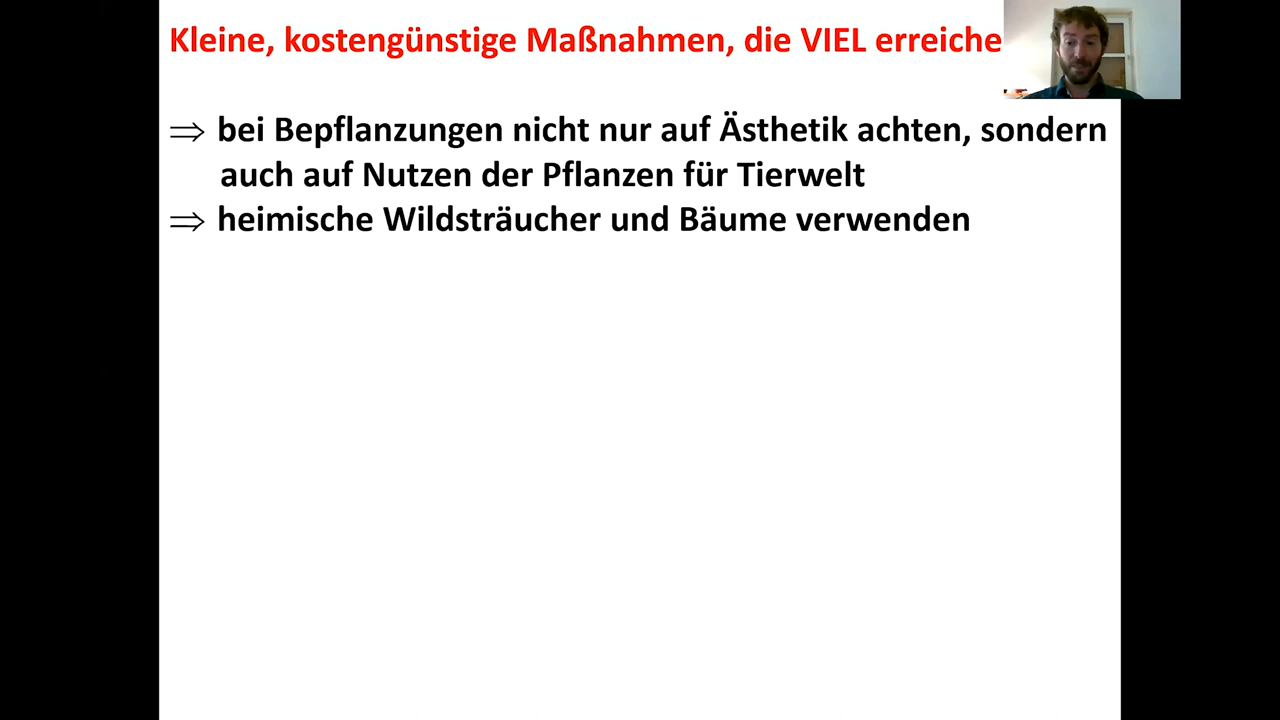 Kleine, kostengünstige Maßnahmen, die VIEL erreiche
⇒ bei Bepflanzungen nicht nur auf Ästhetik achten, sondern
auch auf Nutzen der Pflanzen für Tierwelt
⇒ heimische Wildsträucher und Bäume verwenden